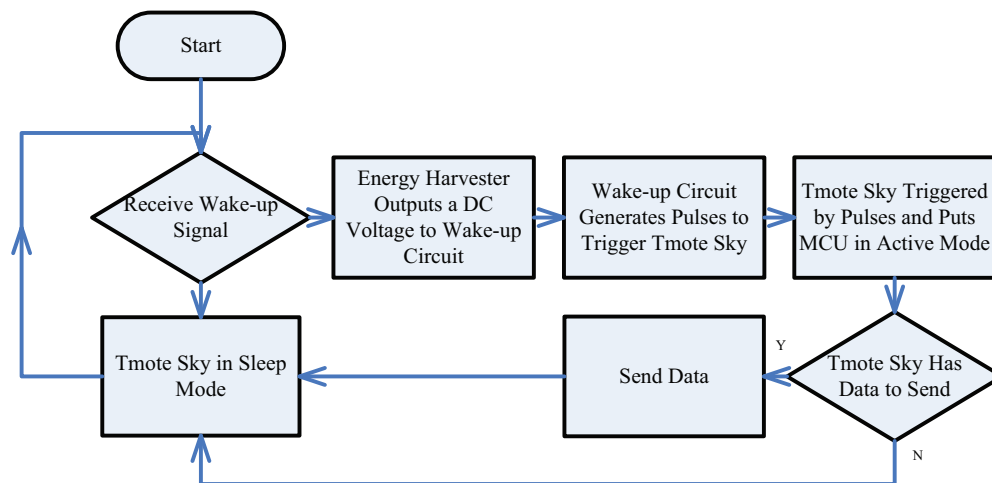 Start
Receive Wake-up
Signal
Energy Harvester
Outputs a DC
Voltage to Wake-up
Circuit
Wake-up Circuit
Generates Pulses to
Trigger Tmote Sky
Tmote Sky Triggered
by Pulses and Puts
MCU in Active Mode
Tmote Sky in Sleep
Mode
Send Data
Y
Tmote Sky Has
Data to Send
N